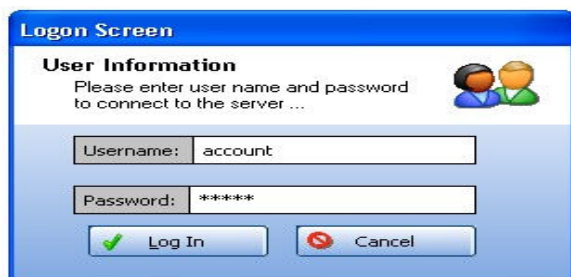 Logon Screen
User Information
Please enter user name and password
to connect to the server ...
Username: account
Password: *****
Log In Cancel